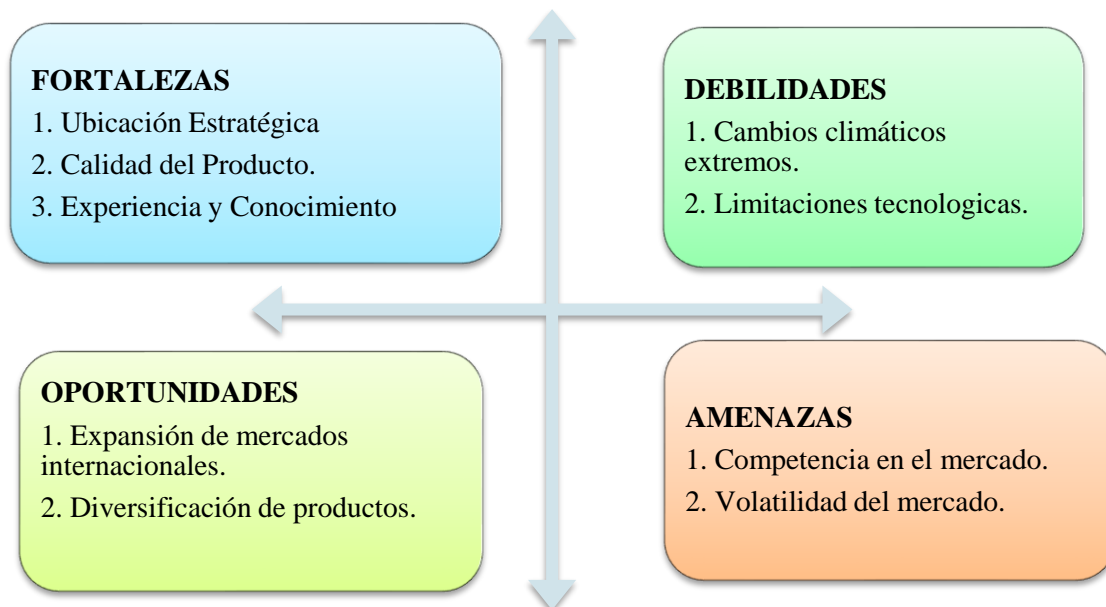 FORTALEZAS
1. Ubicación Estratégica
2. Calidad del Producto.
3. Experiencia y Conocimiento
DEBILIDADES
1. Cambios climáticos
extremos.
2. Limitaciones tecnologicas.
OPORTUNIDADES
1. Expansión de mercados
internacionales.
2. Diversificación de productos.
AMENAZAS
1. Competencia en el mercado.
2. Volatilidad del mercado.